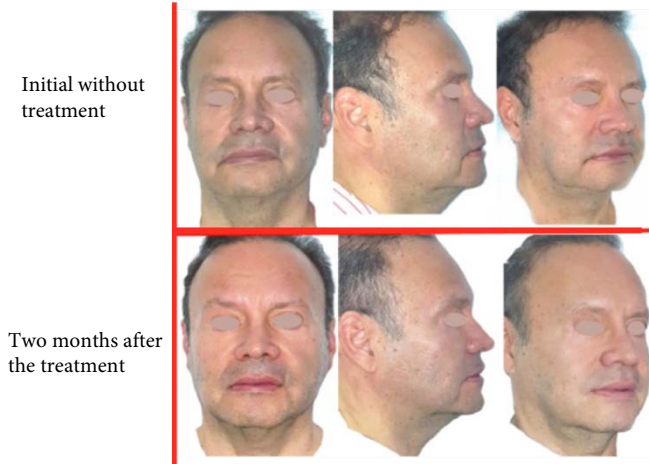 Initial without
treatment
Two months after
the treatment